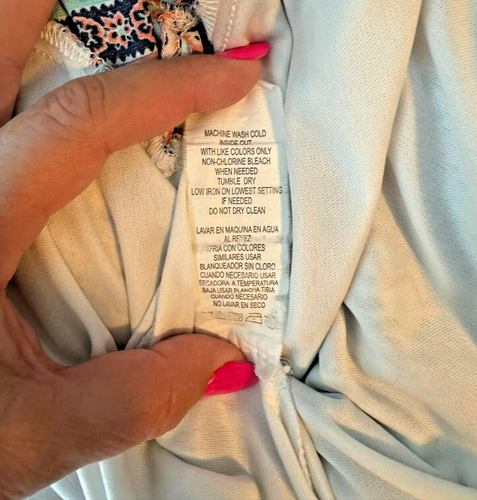 MACHINE WASH COLD
INSIDE OUT
WITH LIKE COLORS ONLY
NON-CHLORINE BLEACH
WHEN NEEDED
TUMBLE DRY
LOW IRON ON LOWEST SETTING
IF NEEDED
DO NOT DRY CLEAN
LAVAR EN MAQUINA EN AGUA
AL REVEZ
FRIA CON COLORES
SIMILARES USAR
BLANQUEADOR SIN CLORO
CUANDO NECESARIO USAR
SECADORA A TEMPERATURA
BAJA USAR PLANCHA TIBIA
CUANDO NECESARIO
NO LAVAR EN SECO